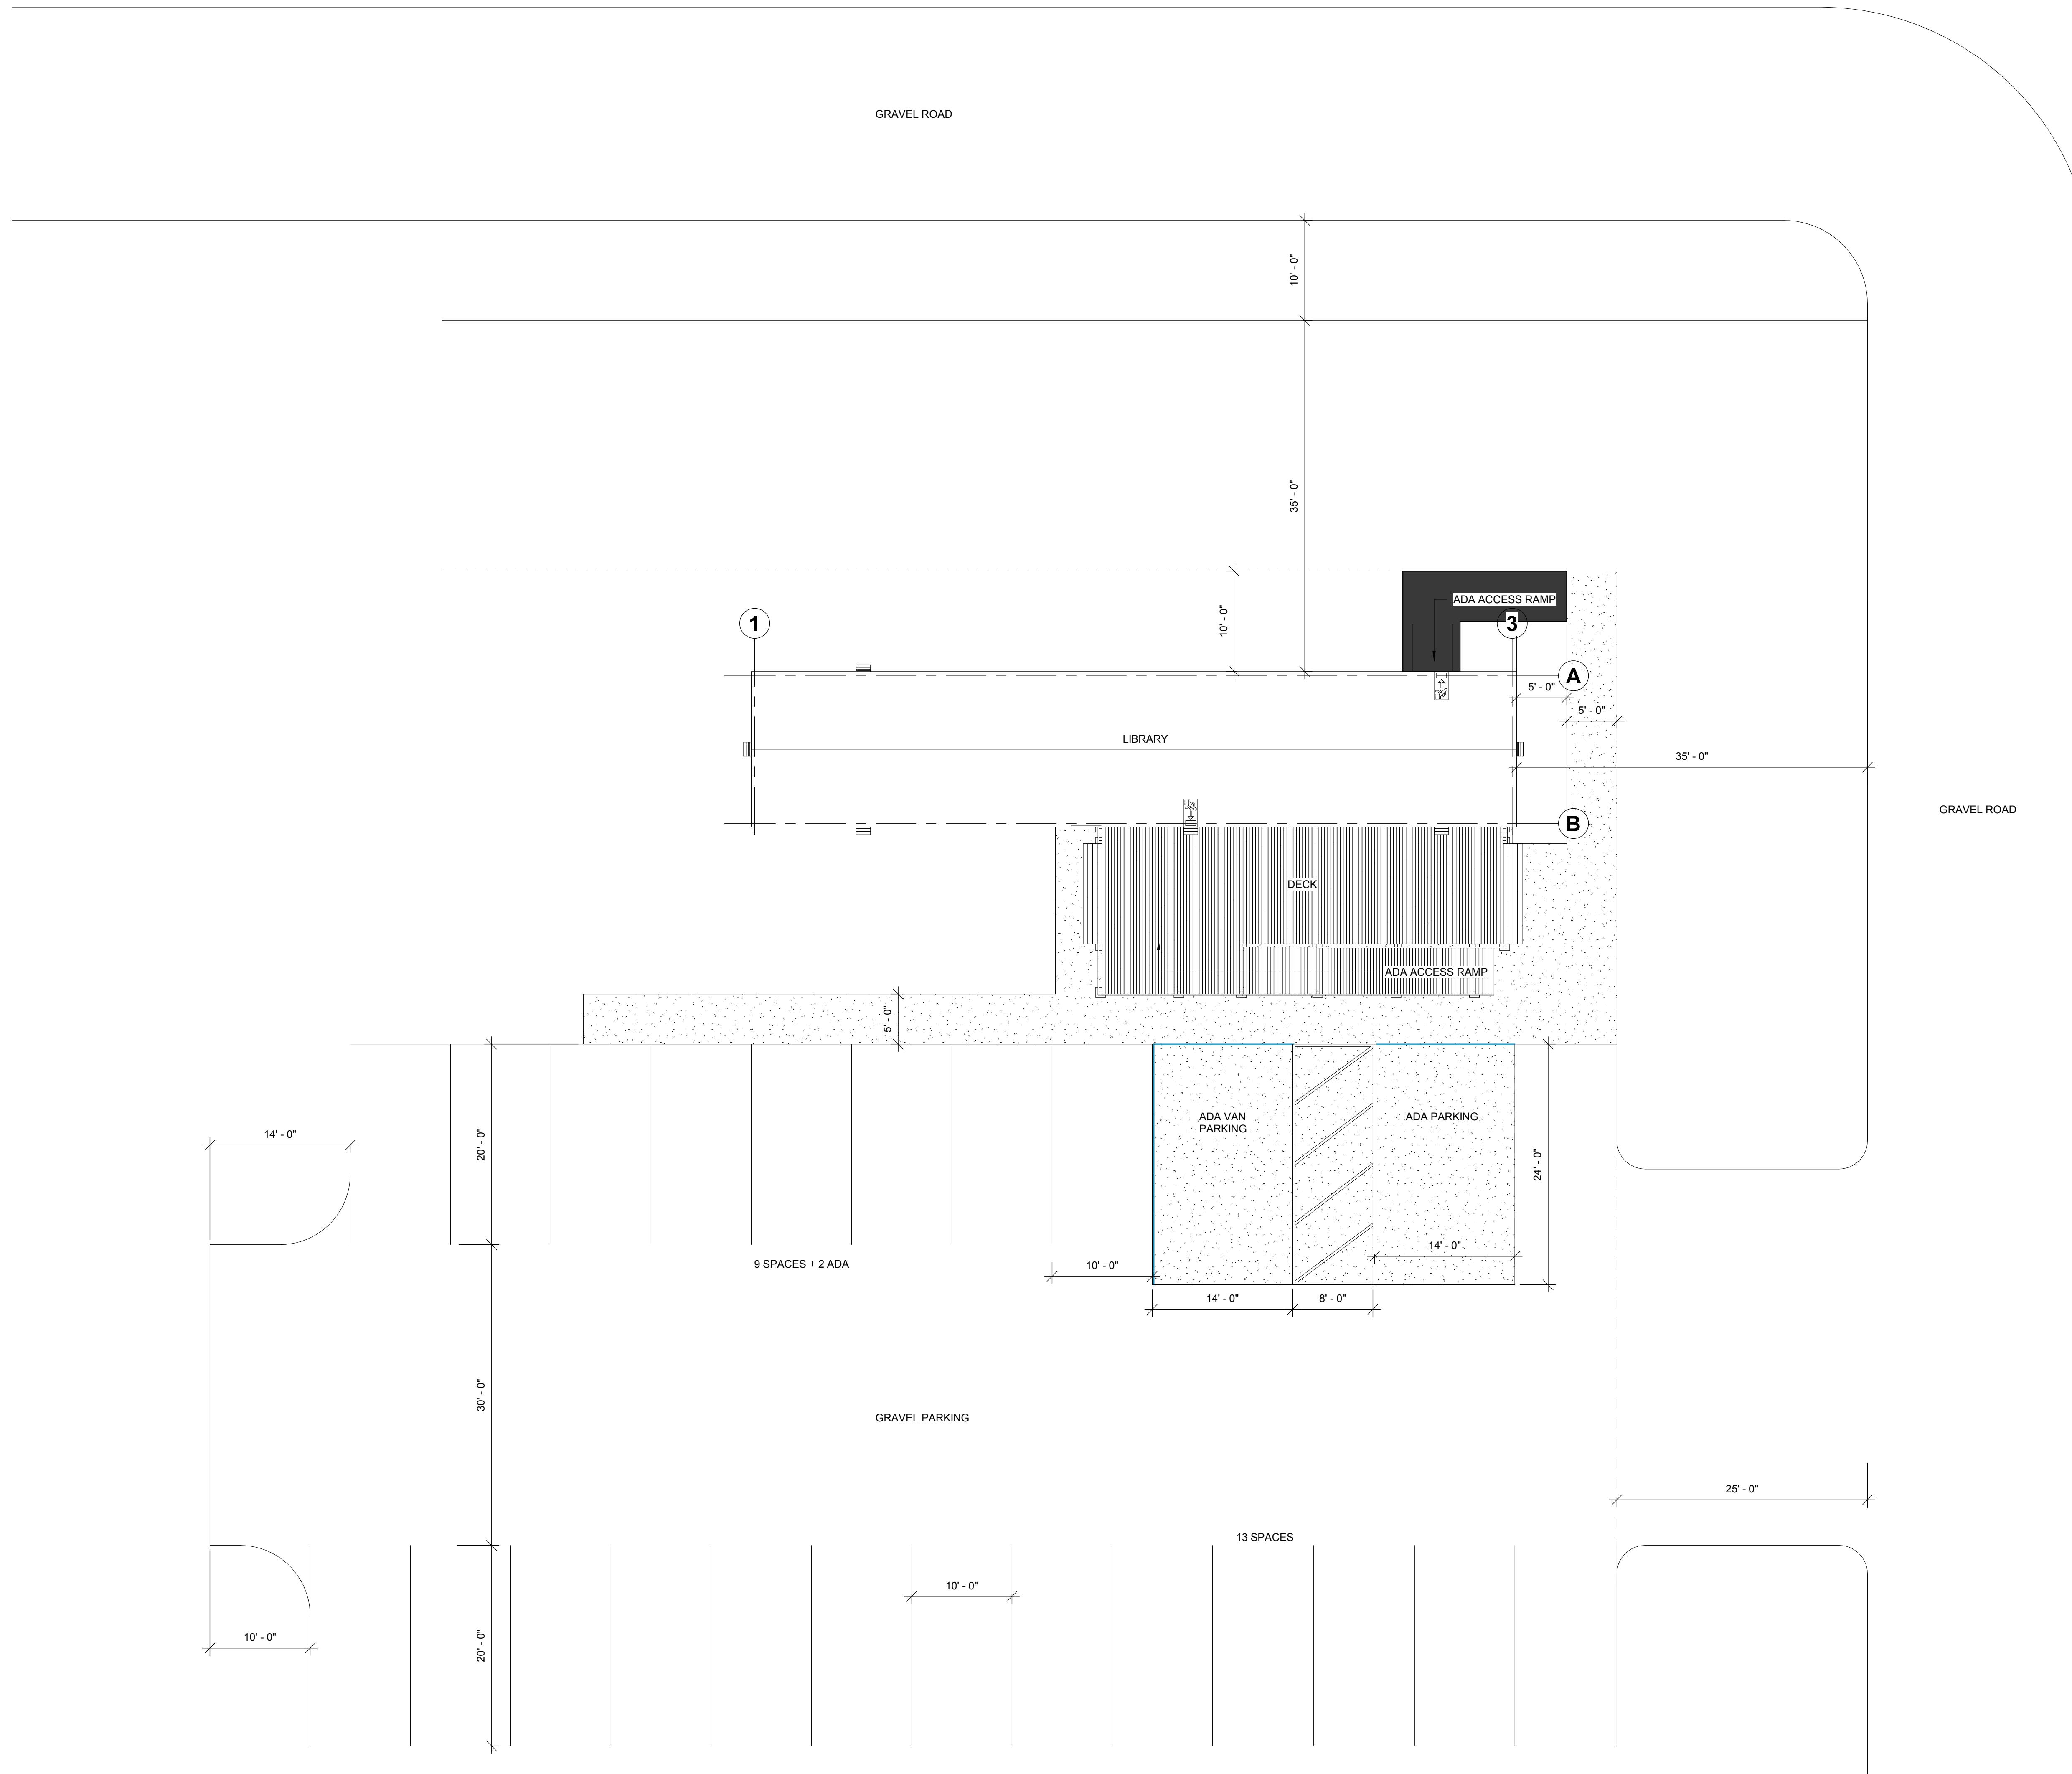 GRAVEL ROAD
10' - 0"
35' - 0"
10' - 0"
ADA ACCESS RAMP
1
3
A
5' - 0"
5' - 0"
LIBRARY
35' - 0"
GRAVEL ROAD
B
DECK
ADA ACCESS RAMP
5' - 0"
ADA VAN
PARKING
ADA PARKING
14' - 0"
20' - 0"
24' - 0"
14' - 0"
9 SPACES + 2 ADA
10' - 0"
14' - 0"
8' - 0"
30' - 0"
GRAVEL PARKING
25' - 0"
13 SPACES
10' - 0"
10' - 0"
20' - 0"